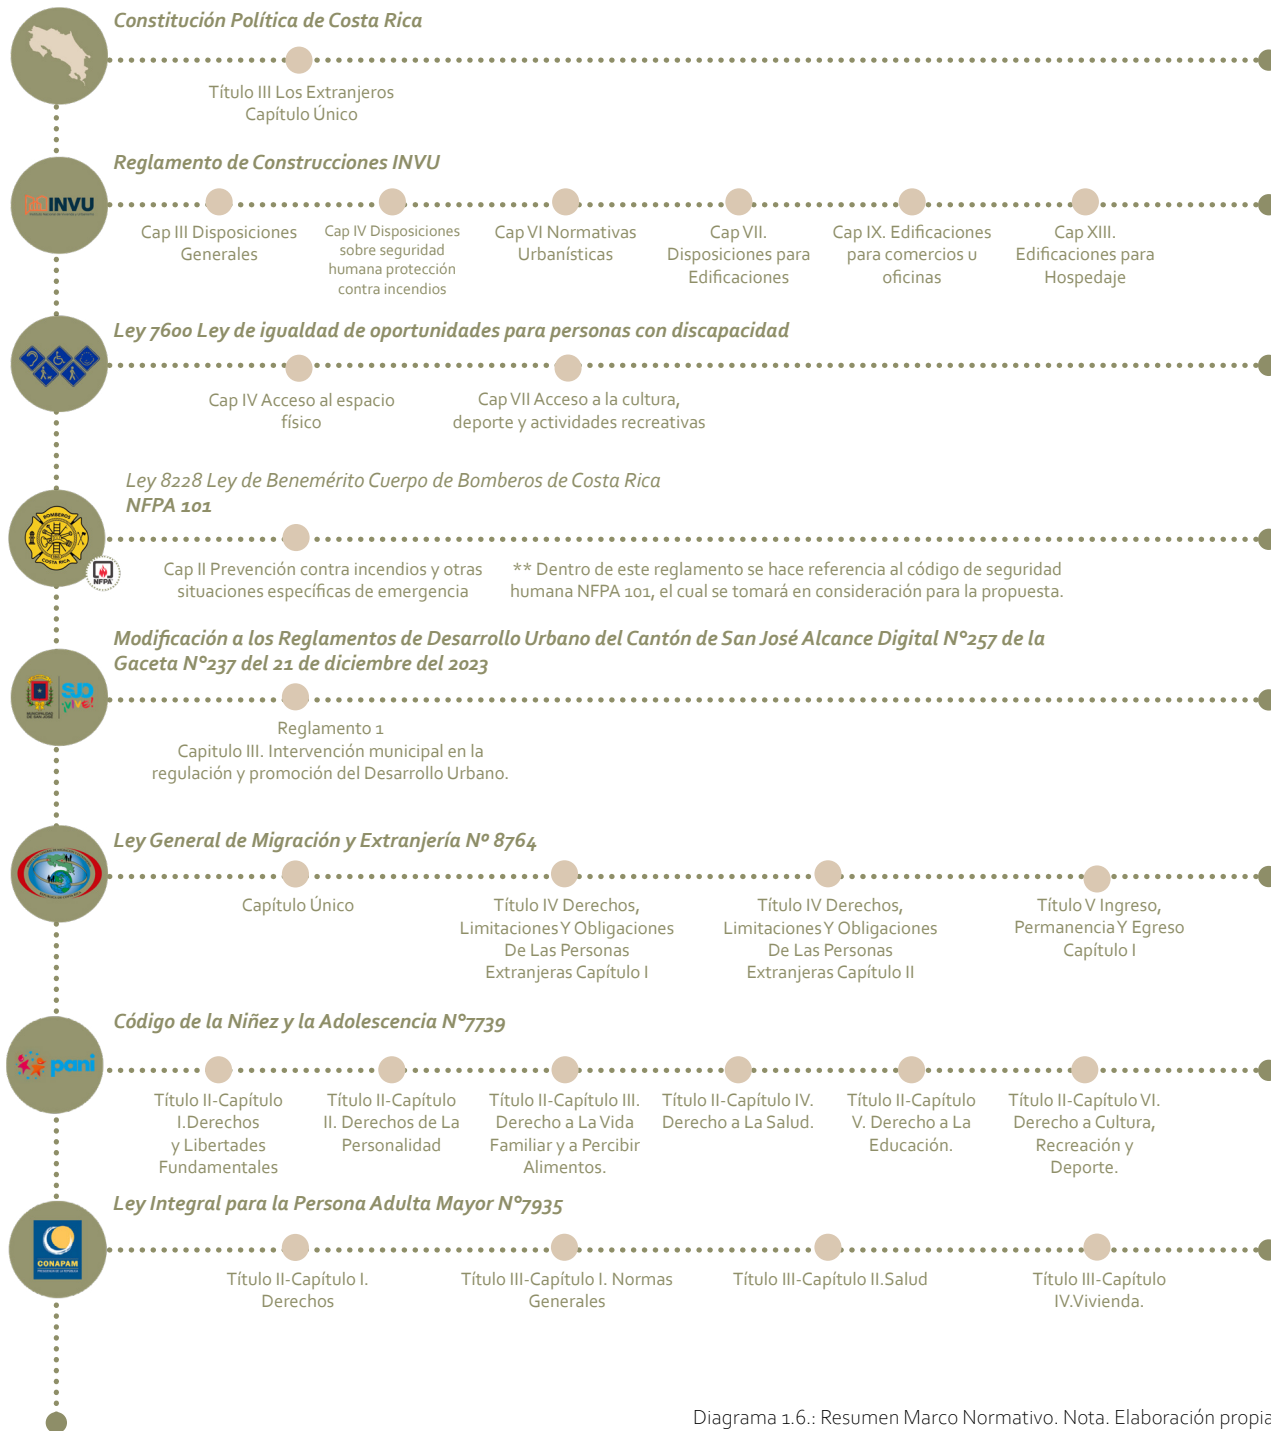 Constitución Política de Costa Rica
Título III Los Extranjeros
Capítulo Único
Reglamento de Construcciones INVU
INVU
Cap III Disposiciones
Generales
Cap IV Disposiciones
sobre seguridad
humana protección
contra incendios
Cap VI Normativas
Urbanísticas
Cap VII.
Disposiciones para
Edificaciones
Cap IX. Edificaciones
para comercios u
oficinas
Cap XIII.
Edificaciones para
Hospedaje
Ley 7600 Ley de igualdad de oportunidades para personas con discapacidad
Cap IV Acceso al espacio
físico
Cap VII Acceso a la cultura,
deporte y actividades recreativas
Ley 8228 Ley de Benemérito Cuerpo de Bomberos de Costa Rica
NFPA 101
BOMBEROS
COSTA RICA
NFPA
Cap II Prevención contra incendios y otras
situaciones específicas de emergencia
** Dentro de este reglamento se hace referencia al código de seguridad
humana NFPA 101, el cual se tomará en consideración para la propuesta.
Modificación a los Reglamentos de Desarrollo Urbano del Cantón de San José Alcance Digital N°257 de la
Gaceta N°237 del 21 de diciembre del 2023
MUNICIPALIDAD
DE SAN JOSÉ
SJO
¡vive!
Reglamento 1
Capitulo III. Intervención municipal en la
regulación y promoción del Desarrollo Urbano.
Ley General de Migración y Extranjería Nº 8764
Capítulo Único
Título IV Derechos,
Limitaciones Y Obligaciones
De Las Personas
Extranjeras Capítulo I
Título IV Derechos,
Limitaciones Y Obligaciones
De Las Personas
Extranjeras Capítulo II
Título V Ingreso,
Permanencia Y Egreso
Capítulo I
Código de la Niñez y la Adolescencia N°7739
pani
Título II-Capítulo
I.Derechos
y Libertades
Fundamentales
Título II-Capítulo
II. Derechos de La
Personalidad
Título II-Capítulo III.
Derecho a La Vida
Familiar y a Percibir
Alimentos.
Título II-Capítulo IV.
Derecho a La Salud.
Título II-Capítulo
V. Derecho a La
Educación.
Título II-Capítulo VI.
Derecho a Cultura,
Recreación y
Deporte.
Ley Integral para la Persona Adulta Mayor N°7935
CONAPAM
Título II-Capítulo I.
Derechos
Título III-Capítulo I. Normas
Generales
Título III-Capítulo II.Salud
Título III-Capítulo
IV.Vivienda.
Diagrama 1.6.: Resumen Marco Normativo. Nota. Elaboración propia